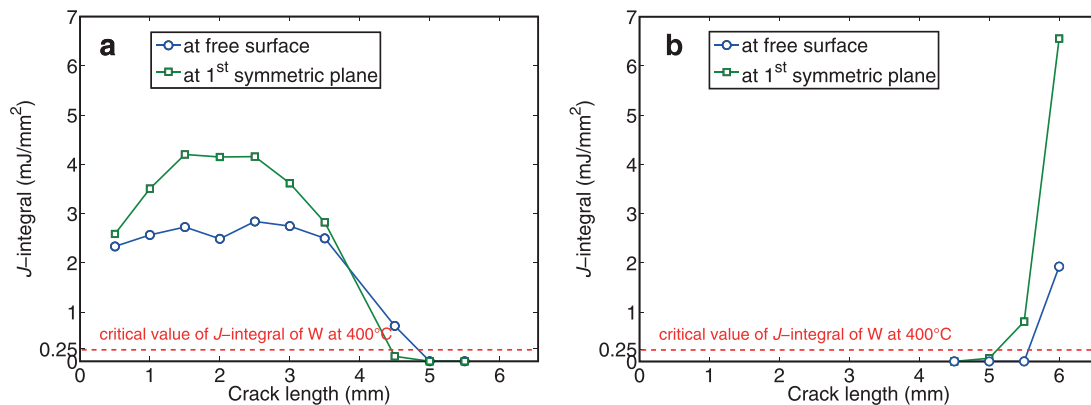 a
at free surface
at 1st symmetric plane
J–integral (mJ/mm2)
7
6
5
4
3
2
1
0.25
0
critical value of J–integral of W at 400°C
0 1 2 3 4 5 6
Crack length (mm)
b
at free surface
at 1st symmetric plane
J–integral (mJ/mm2)
7
6
5
4
3
2
1
0.25
0
critical value of J–integral of W at 400°C
0 1 2 3 4 5 6
Crack length (mm)